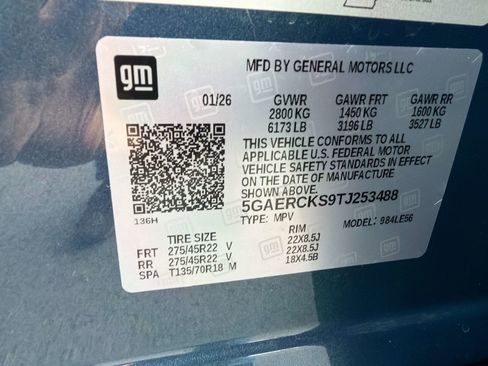 gm
MFD BY GENERAL MOTORS LLC
01/26 GVWR GAWR FRT GAWR RR
2800 KG 1450 KG 1600 KG
6173 LB 3196 LB 3527 LB
THIS VEHICLE CONFORMS TO ALL
APPLICABLE U.S. FEDERAL MOTOR
VEHICLE SAFETY STANDARDS IN EFFECT
ON THE DATE OF MANUFACTURE
SHOWN ABOVE.
5GAERCKS9TJ253488
136H TYPE: MPV MODEL: 984LE56
TIRE SIZE RIM
FRT 275/45R22 V 22X8.5J
RR 275/45R22 V 22X8.5J
SPA T135/70R18 M 18X4.5B